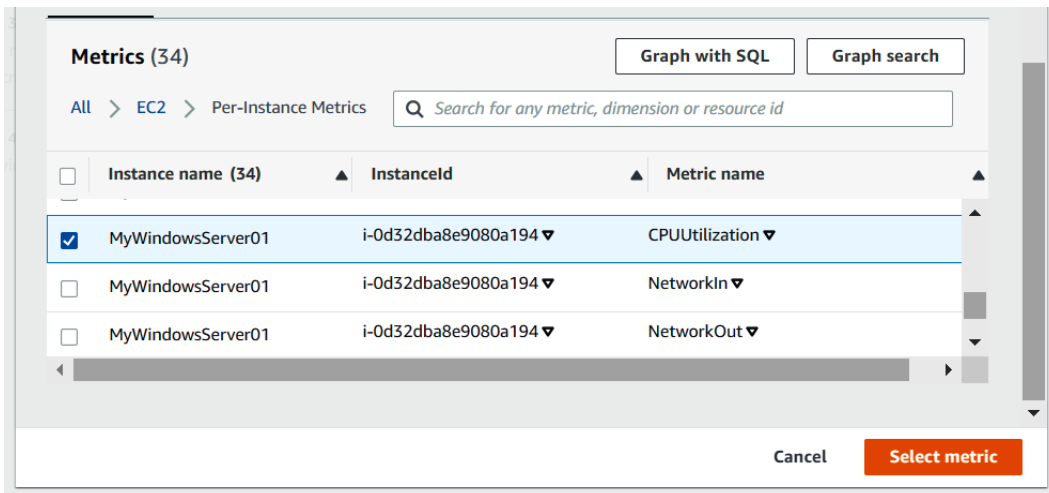 Metrics (34)
Graph with SQL
Graph search
All > EC2 > Per-Instance Metrics
Search for any metric, dimension or resource id
Instance name (34) InstanceId Metric name
MyWindowsServer01 i-0d32dba8e9080a194 CPUUtilization
MyWindowsServer01 i-0d32dba8e9080a194 NetworkIn
MyWindowsServer01 i-0d32dba8e9080a194 NetworkOut
Cancel
Select metric